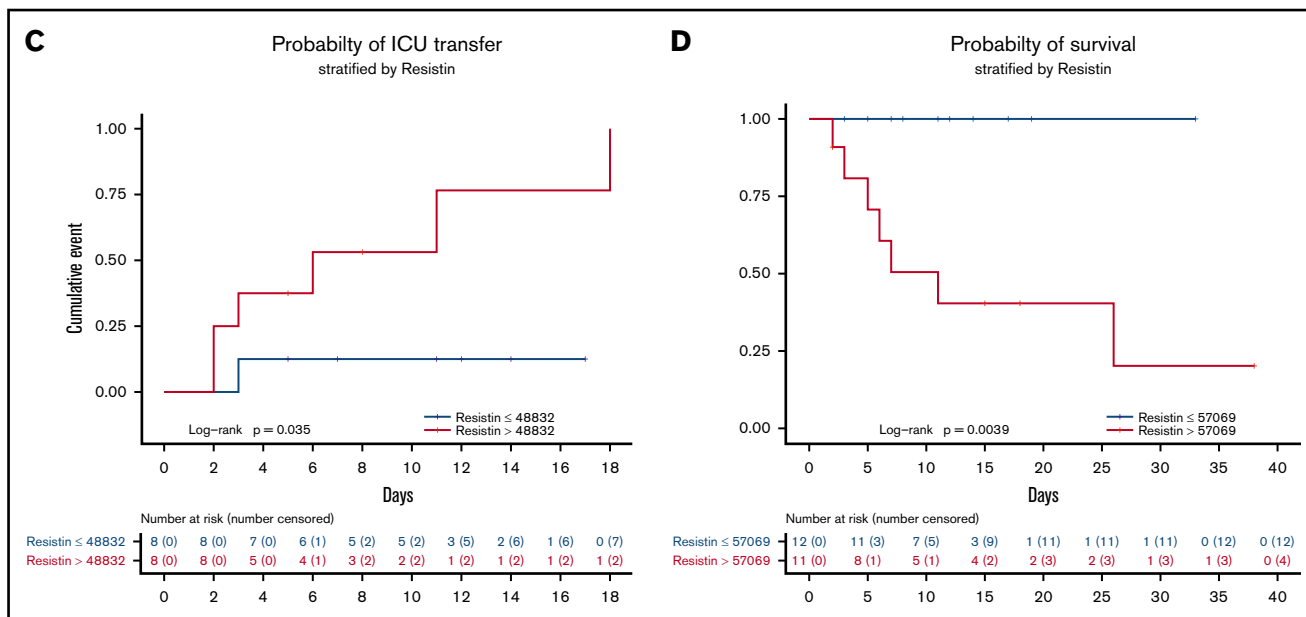 C
Probabilty of ICU transfer
stratified by Resistin
1.00
0.75
0.50
0.25
0.00
Cumulative event
Resistin ≤ 48832
Resistin > 48832
Log–rank p = 0.035
0 2 4 6 8 10 12 14 16 18
Days
Number at risk (number censored)
Resistin ≤ 48832 8 (0) 8 (0) 7 (0) 6 (1) 5 (2) 5 (2) 3 (5) 2 (6) 1 (6) 0 (7)
Resistin > 48832 8 (0) 8 (0) 5 (0) 4 (1) 3 (2) 2 (2) 1 (2) 1 (2) 1 (2) 1 (2)
0 2 4 6 8 10 12 14 16 18
D
Probabilty of survival
stratified by Resistin
1.00
0.75
0.50
0.25
0.00
Resistin ≤ 57069
Resistin > 57069
Log–rank p = 0.0039
0 5 10 15 20 25 30 35 40
Days
Number at risk (number censored)
Resistin ≤ 57069 12 (0) 11 (3) 7 (5) 3 (9) 1 (11) 1 (11) 1 (11) 0 (12) 0 (12)
Resistin > 57069 11 (0) 8 (1) 5 (1) 4 (2) 2 (3) 2 (3) 1 (3) 1 (3) 0 (4)
0 5 10 15 20 25 30 35 40